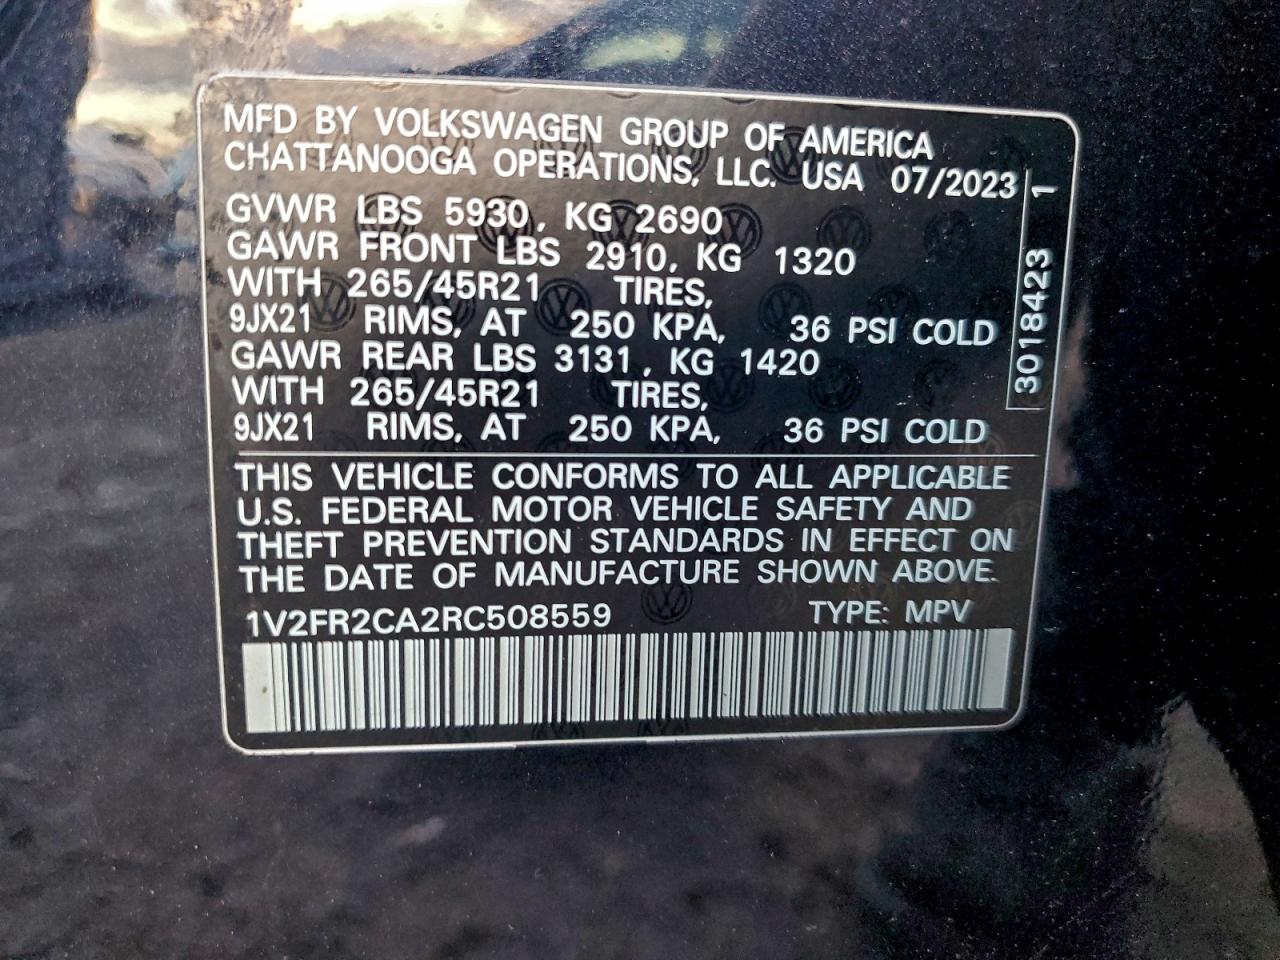 MFD BY VOLKSWAGEN GROUP OF AMERICA
CHATTANOOGA OPERATIONS, LLC. USA 07/2023
GVWR LBS 5930, KG 2690
GAWR FRONT LBS 2910, KG 1320
WITH 265/45R21 TIRES,
9JX21 RIMS, AT 250 KPA, 36 PSI COLD
GAWR REAR LBS 3131, KG 1420
WITH 265/45R21 TIRES,
9JX21 RIMS, AT 250 KPA, 36 PSI COLD
3018423 1
THIS VEHICLE CONFORMS TO ALL APPLICABLE
U.S. FEDERAL MOTOR VEHICLE SAFETY AND
THEFT PREVENTION STANDARDS IN EFFECT ON
THE DATE OF MANUFACTURE SHOWN ABOVE.
1V2FR2CA2RC508559 TYPE: MPV